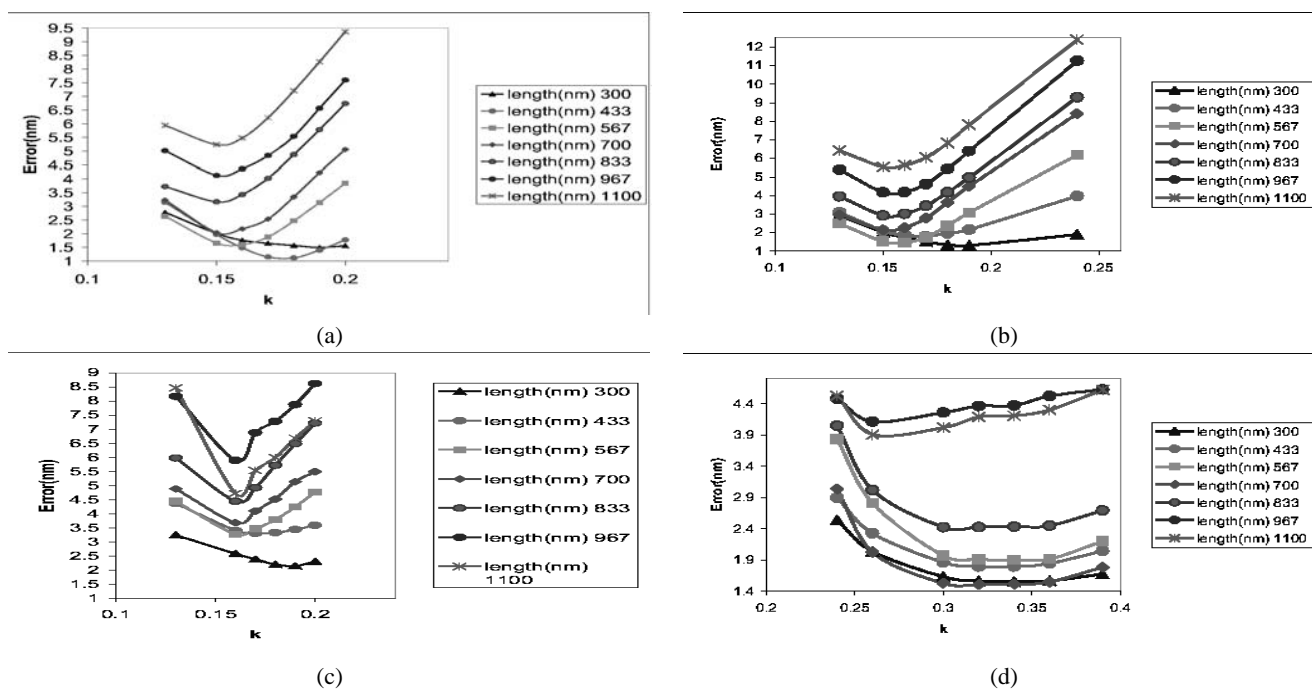 9.5
9
8.5
8
7.5
7
6.5
6
5.5
5
4.5
4
3.5
3
2.5
2
1.5
1
Error(nm)
0.1
0.15
0.2
k
length(nm) 300
length(nm) 433
length(nm) 567
length(nm) 700
length(nm) 833
length(nm) 967
length(nm) 1100
(a)
12
11
10
9
8
7
6
5
4
3
2
1
Error(nm)
0.1
0.15
0.2
0.25
k
length(nm) 300
length(nm) 433
length(nm) 567
length(nm) 700
length(nm) 833
length(nm) 967
length(nm) 1100
(b)
9
8.5
8
7.5
7
6.5
6
5.5
5
4.5
4
3.5
3
2.5
2
1.5
1
Error(nm)
0.1
0.15
0.2
k
length(nm) 300
length(nm) 433
length(nm) 567
length(nm) 700
length(nm) 833
length(nm) 967
length(nm)
1100
(c)
4.4
3.9
3.4
2.9
2.4
1.9
1.4
Error(nm)
0.2
0.25
0.3
0.35
0.4
k
length(nm) 300
length(nm) 433
length(nm) 567
length(nm) 700
length(nm) 833
length(nm) 967
length(nm) 1100
(d)